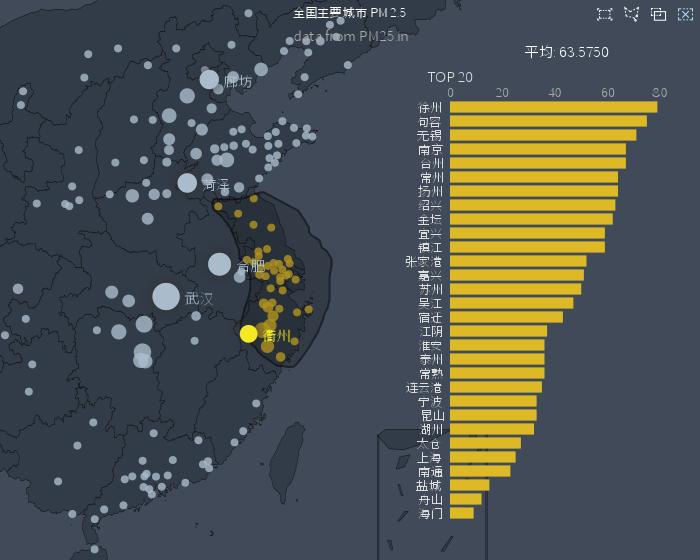 全国主要城市 PM 2.5
data from PM25.in
平均: 63.5750
TOP 20
0 20 40 60 80
徐州
句容
无锡
南京
台州
常州
扬州
绍兴
金坛
宜兴
镇江
张家港
嘉兴
苏州
吴江
宿迁
江阴
淮安
泰州
常熟
连云港
宁波
昆山
湖州
太仓
上海
南通
盐城
舟山
海门
廊坊
菏泽
合肥
武汉
衢州